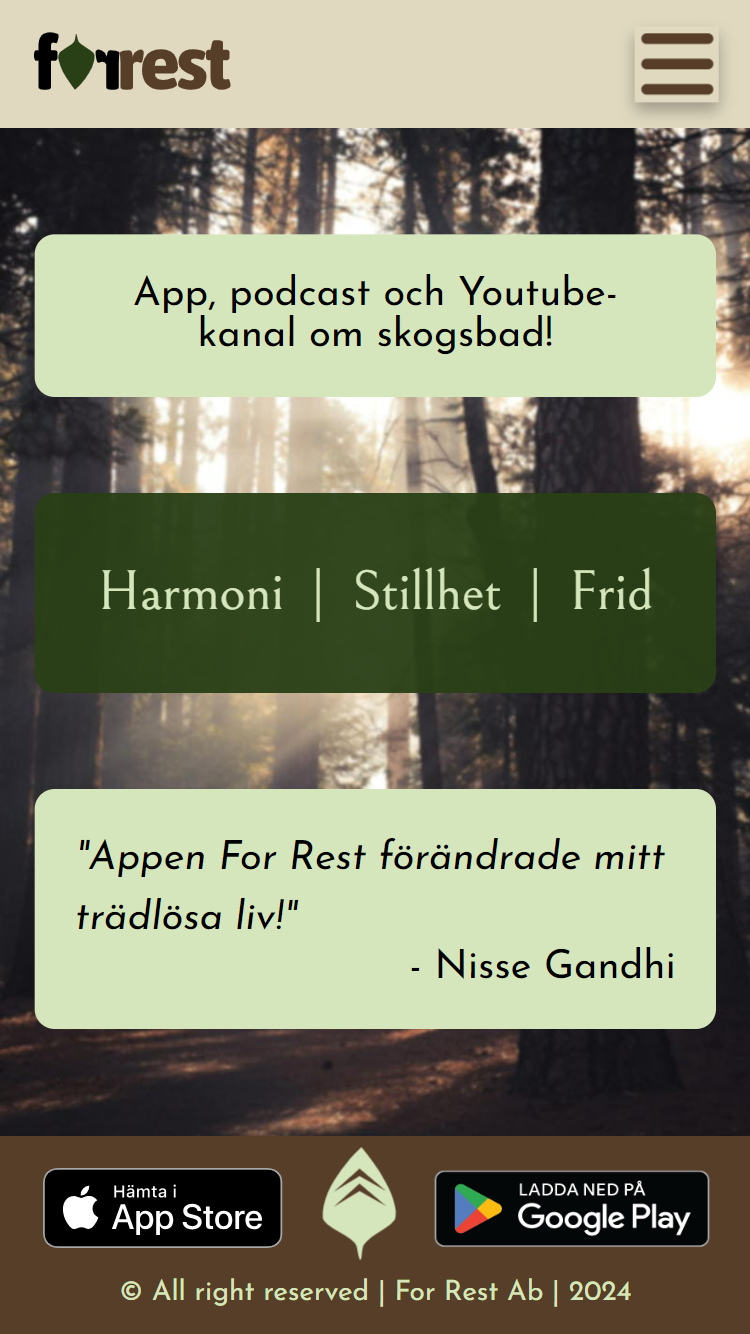 forrest
App, podcast och Youtube-
kanal om skogsbad!
Harmoni | Stillhet | Frid
"Appen For Rest förändrade mitt
trädlösa liv!"
- Nisse Gandhi
Hämta i
App Store
LADDA NED PÅ
Google Play
© All right reserved | For Rest Ab | 2024